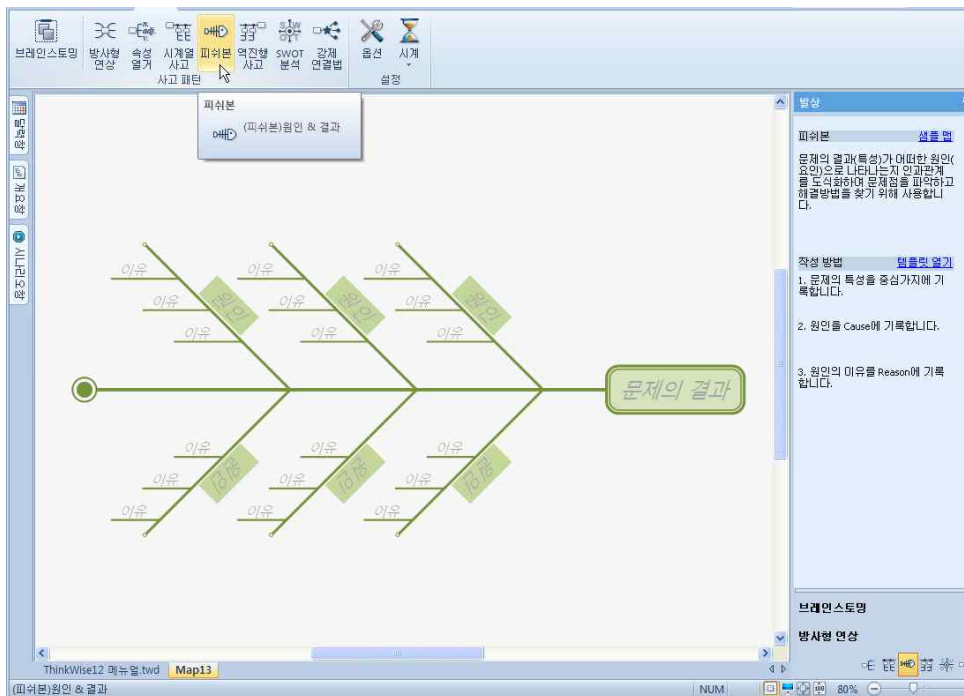 브레인스토밍
방사형 연상
속성 열거
시계열 사고
피쉬본
역진행 사고
SWOT 분석
강제 연결법
옵션
시계
사고 패턴
설정
피쉬본
(피쉬본)원인 & 결과
맵탐색창
개요창
시나리오창
발상
피쉬본 샘플 맵
문제의 결과(특성)가 어떠한 원인(
요인)으로 나타나는지 인과관계
를 도식화하며 문제점을 파악하고
해결방법을 찾기 위해 사용합니
다.
작성 방법 템플릿 열기
1. 문제의 특성을 중심가지에 기
록합니다.
2. 원인을 Cause에 기록합니다.
3. 원인의 이유를 Reason에 기록
합니다.
이유 이유 이유
이유 이유 이유
이유 이유 이유
원인 원인 원인
문제의 결과
이유 이유 이유
이유 이유 이유
이유 이유 이유
원인 원인 원인
브레인스토밍
방사형 연상
ThinkWise12 메뉴얼.twd Map13
(피쉬본)원인 & 결과 NUM 80%